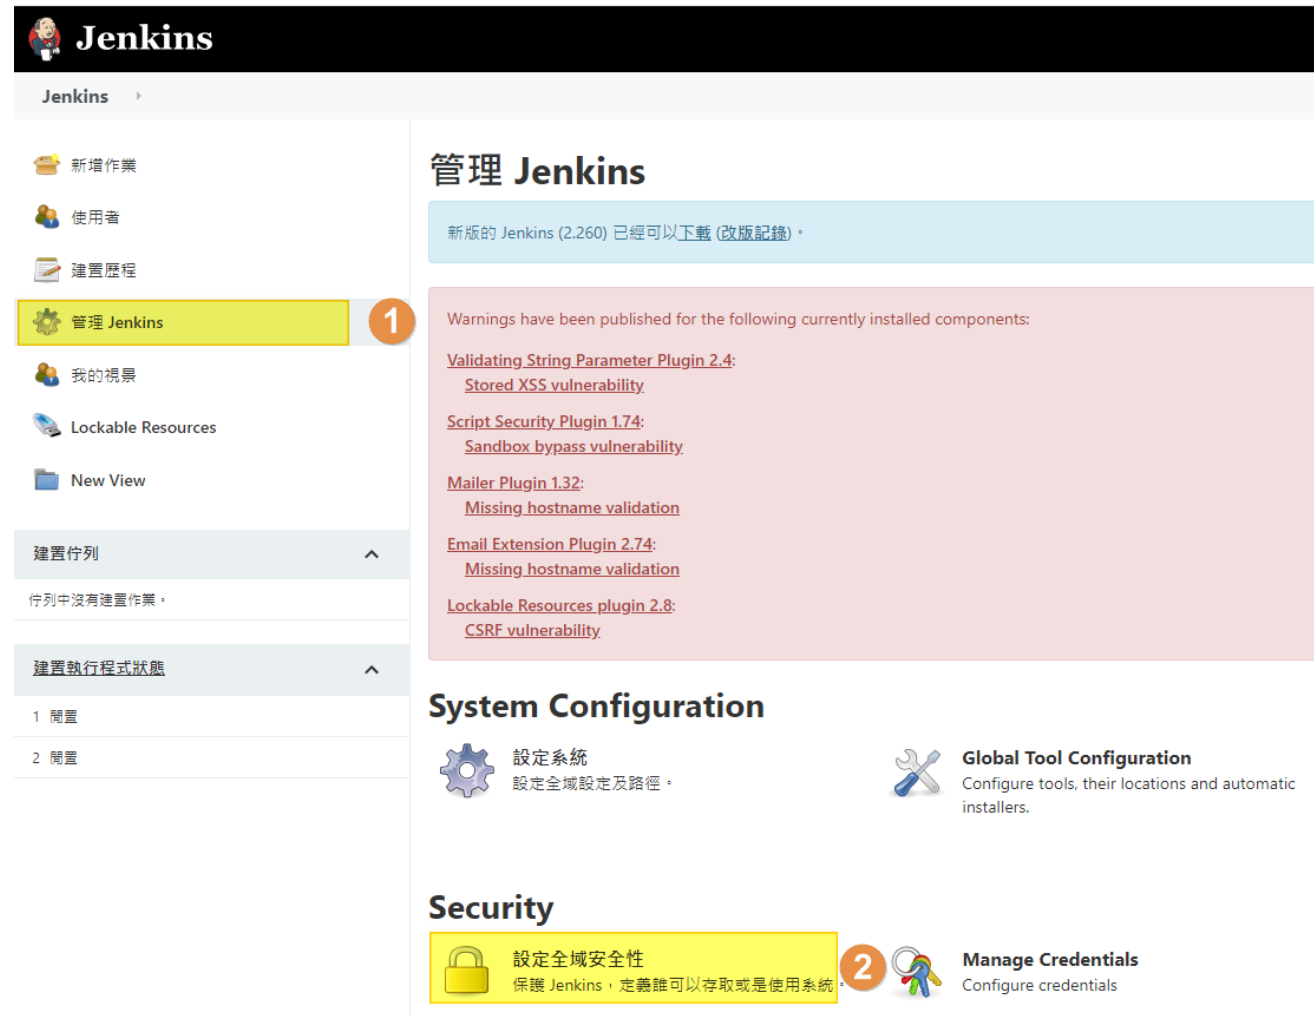 Jenkins
Jenkins
新增作業
使用者
建置歷程
管理 Jenkins
1
我的視景
Lockable Resources
New View
建置佇列
佇列中沒有建置作業。
建置執行程式狀態
1 閒置
2 閒置
管理 Jenkins
新版的 Jenkins (2.260) 已經可以下載 (改版記錄)。
Warnings have been published for the following currently installed components:
Validating String Parameter Plugin 2.4:
Stored XSS vulnerability
Script Security Plugin 1.74:
Sandbox bypass vulnerability
Mailer Plugin 1.32:
Missing hostname validation
Email Extension Plugin 2.74:
Missing hostname validation
Lockable Resources plugin 2.8:
CSRF vulnerability
System Configuration
設定系統
設定全域設定及路徑。
Global Tool Configuration
Configure tools, their locations and automatic
installers.
Security
設定全域安全性
保護 Jenkins，定義誰可以存取或是使用系統。
2
Manage Credentials
Configure credentials